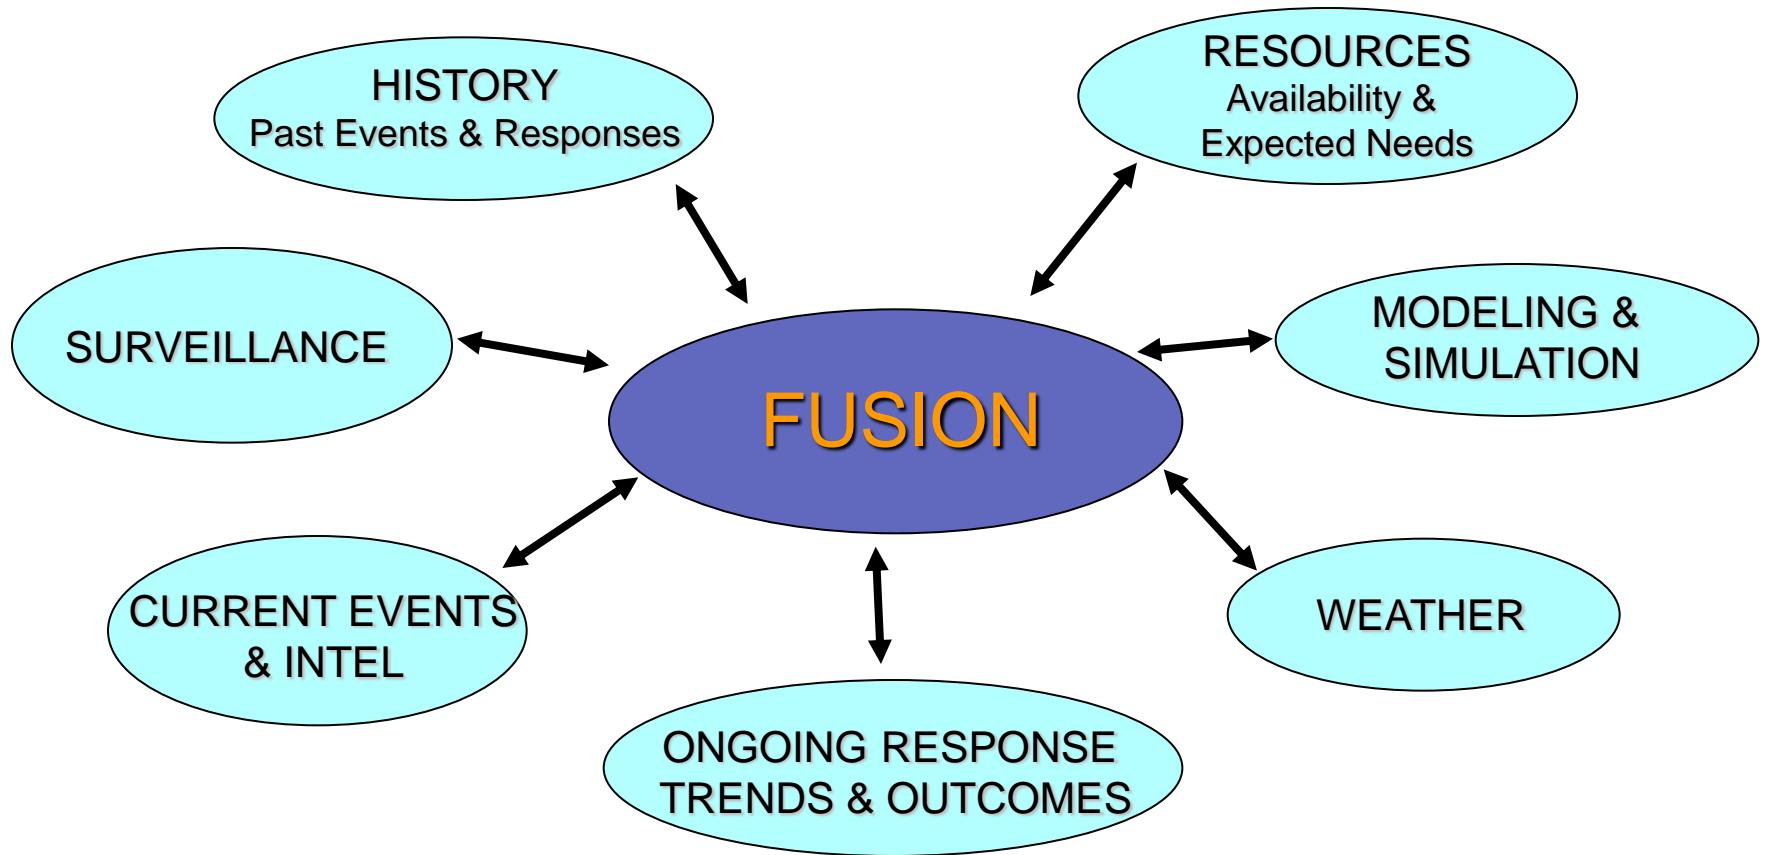 HISTORY
Past Events & Responses
RESOURCES
Availability &
Expected Needs
SURVEILLANCE
MODELING &
SIMULATION
FUSION
CURRENT EVENTS
& INTEL
WEATHER
ONGOING RESPONSE
TRENDS & OUTCOMES